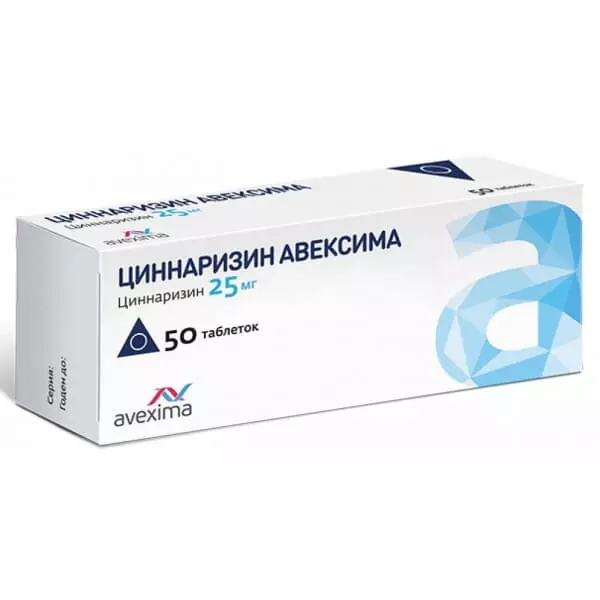 ЦИННАРИЗИН АВЕКСИМА
Циннаризин 25 мг
50 таблеток
avexima
ЦИННАРИЗИН АВЕКСИМА
Циннаризин 25 мг
50 таблеток
avexima
Серия:
Годен до: